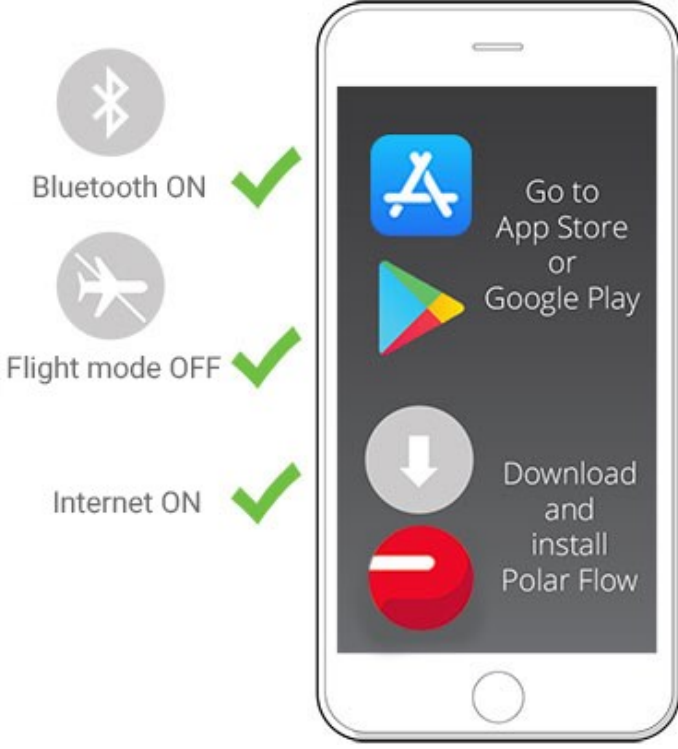 Bluetooth ON
Flight mode OFF
Internet ON
Go to
App Store
or
Google Play
Download
and
install
Polar Flow